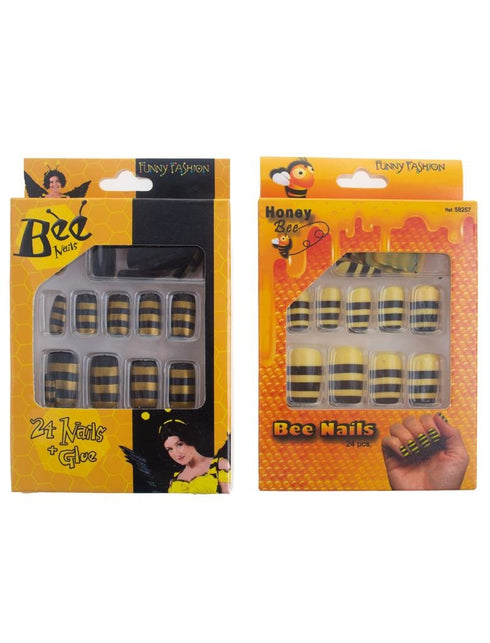 FUNNY FASHION
Bee
Nails
24 Nails
+ Glue
FUNNY FASHION
Honey
Bee
Ref. 58257
Bee Nails
24 pcs.